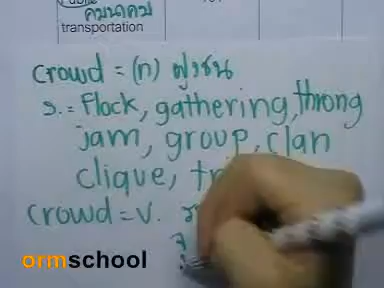 คมนาคม
transportation
crowd = (n) ฝูงชน
s. = Flock, gathering, throng
jam, group, clan
clique,
crowd = v.
ormschool